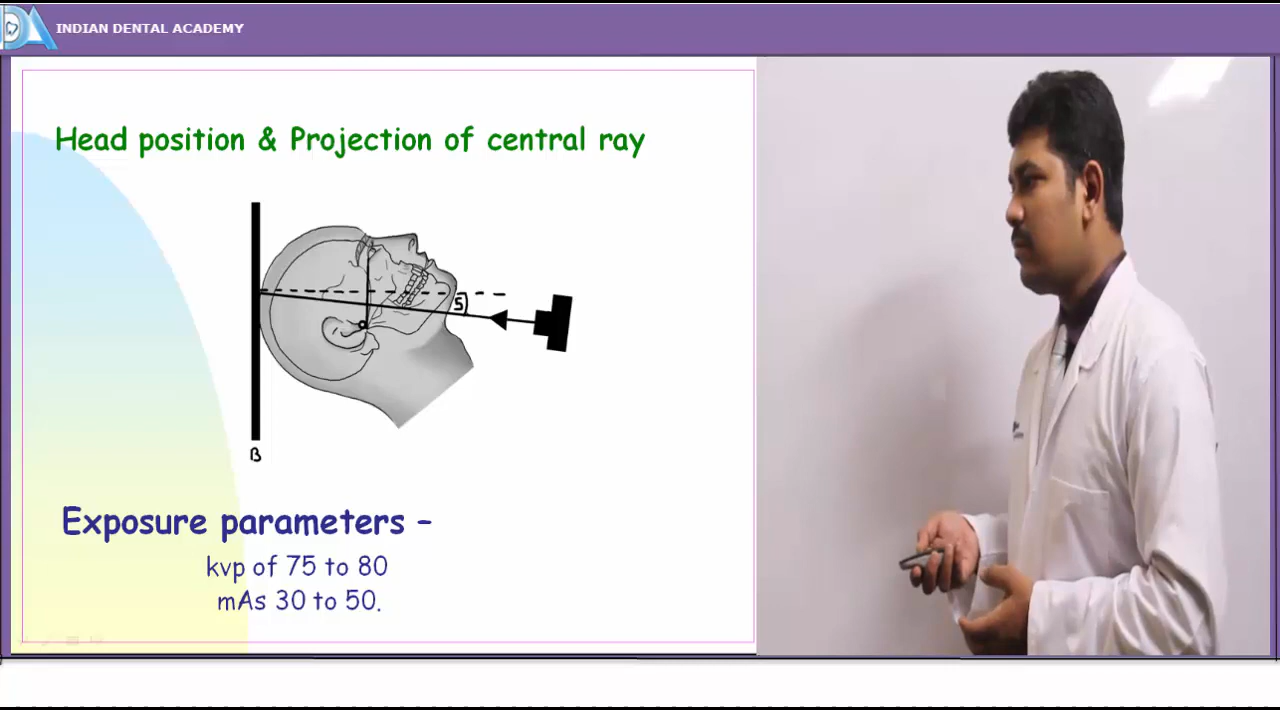 INDIAN DENTAL ACADEMY
Head position & Projection of central ray
5
B
Exposure parameters –
kvp of 75 to 80
mAs 30 to 50.